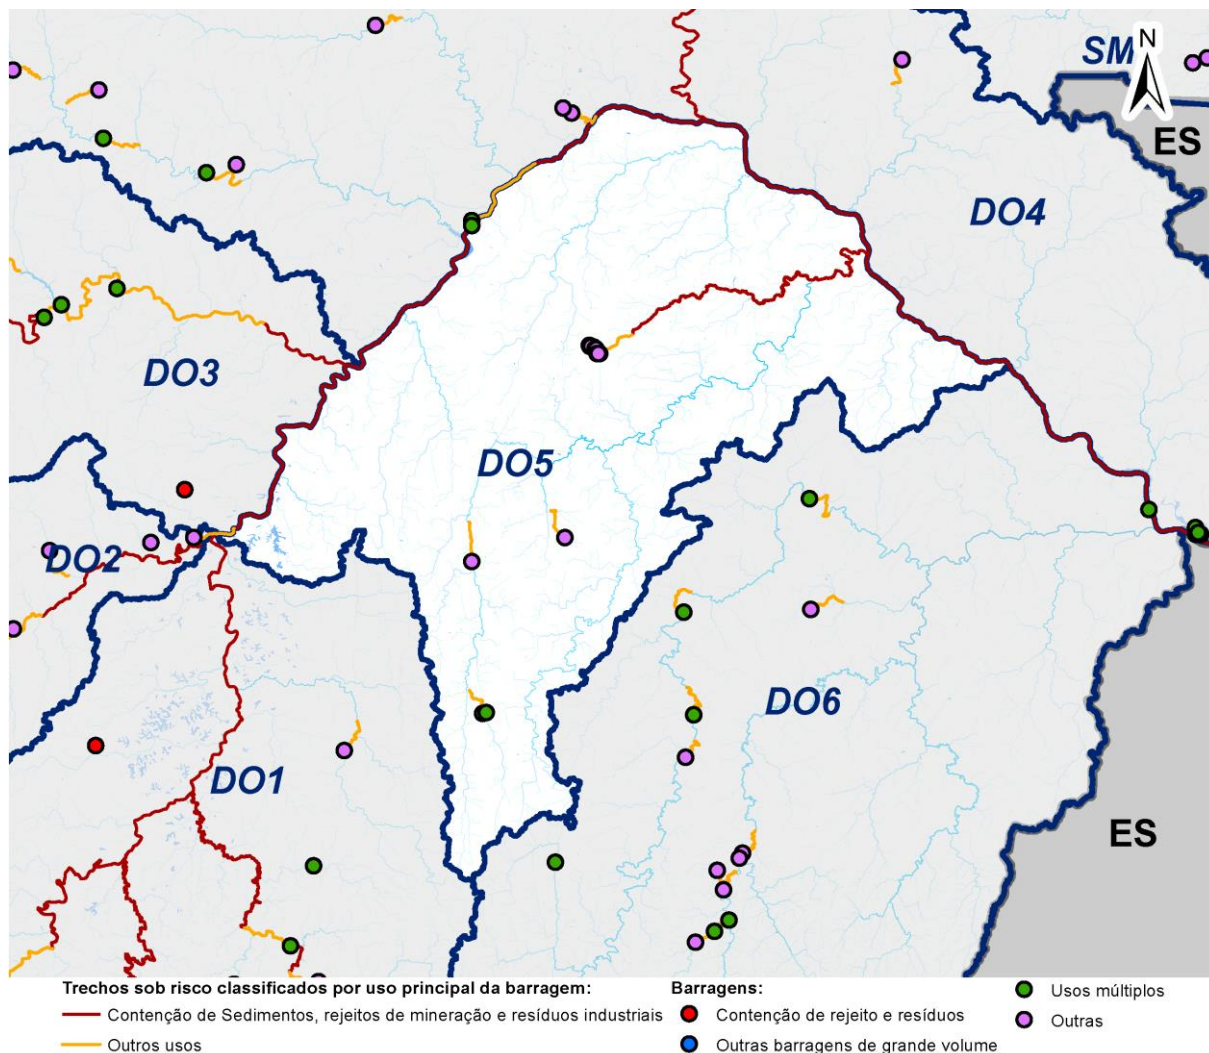 N
SM
ES
DO4
DO3
DO5
DO2
DO6
DO1
ES
Trechos sob risco classificados por uso principal da barragem:
Contenção de Sedimentos, rejeitos de mineração e resíduos industriais
Outros usos
Barragens:
Contenção de rejeito e resíduos
Outras barragens de grande volume
Usos múltiplos
Outras